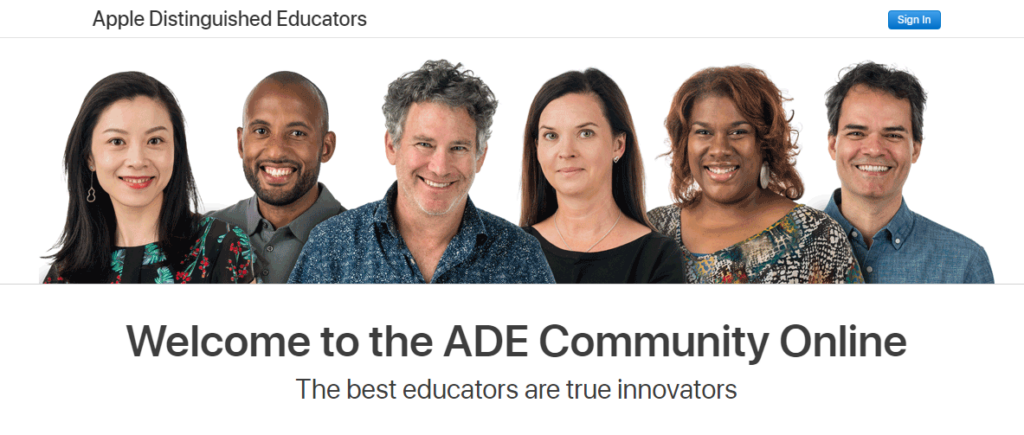 Apple Distinguished Educators
Sign In
Welcome to the ADE Community Online
The best educators are true innovators